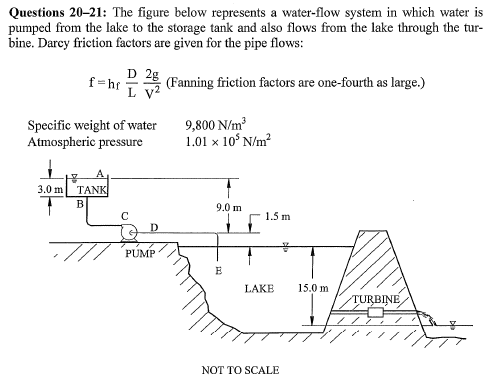 Questions 20–21: The figure below represents a water-flow system in which water is
pumped from the lake to the storage tank and also flows from the lake through the tur-
bine. Darcy friction factors are given for the pipe flows:
f = hf D/L 2g/V² (Fanning friction factors are one-fourth as large.)
Specific weight of water 9,800 N/m³
Atmospheric pressure 1.01 × 10⁵ N/m²
A
3.0 m TANK
B
9.0 m
C
1.5 m
D
PUMP
E
LAKE
15.0 m
TURBINE
NOT TO SCALE